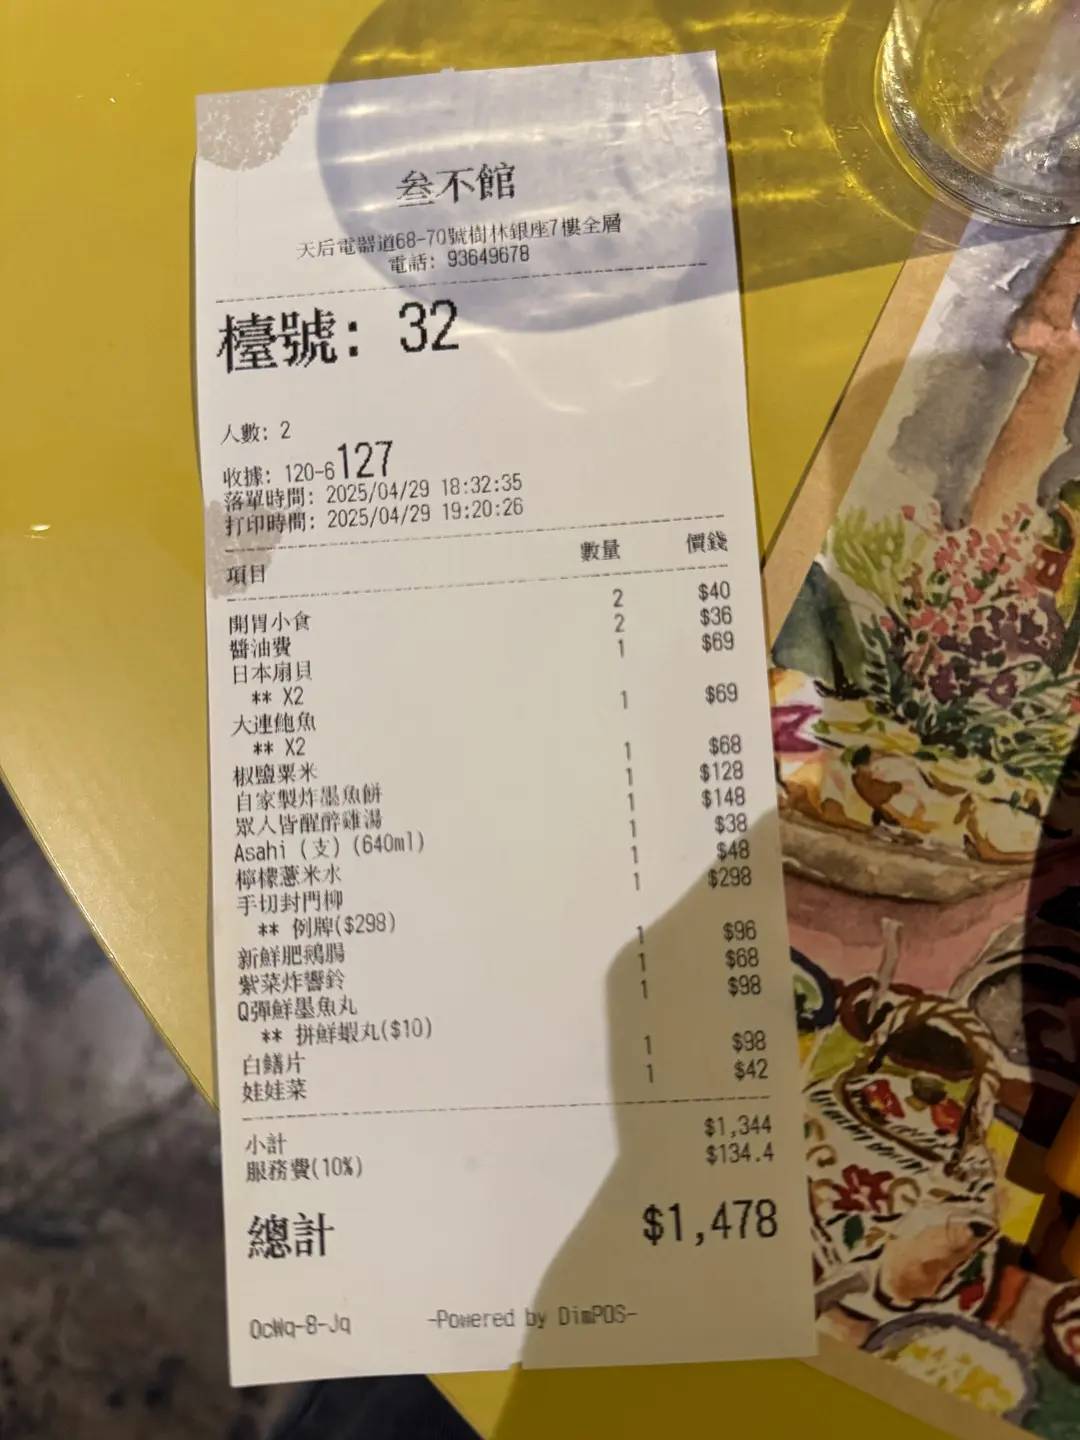 叁不館
天后電器道68-70號樹林銀座7樓全層
電話: 93649678
檯號: 32
人數: 2
收據: 120-6127
落單時間: 2025/04/29 18:32:35
打印時間: 2025/04/29 19:20:26
項目 數量 價錢
開胃小食 2 $40
醬油費 2 $36
日本扇貝 1 $69
** X2
大連鮑魚 1 $69
** X2
椒鹽粟米 1 $68
自家製炸墨魚餅 1 $128
眾人皆醒醉雞湯 1 $148
Asahi (支) (640ml) 1 $38
檸檬薏米水 1 $48
手切封門柳 1 $298
** 例牌($298)
新鮮肥鵝腸 1 $96
紫菜炸響鈴 1 $68
Q彈鮮墨魚丸 1 $98
** 拼鮮蝦丸($10)
白鱔片 1 $98
娃娃菜 1 $42
小計 $1,344
服務費(10%) $134.4
總計 $1,478
OcWq-8-Jq -Powered by DimPOS-